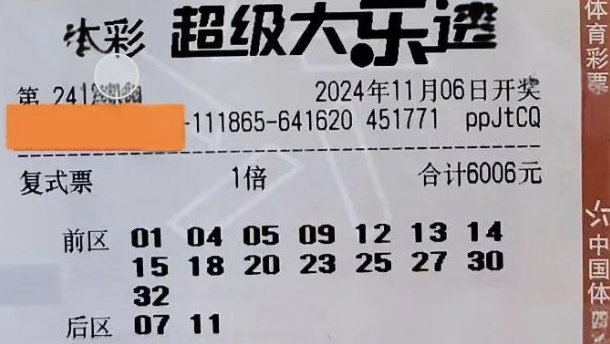 体彩 超级大乐透
第 241
2024年11月06日开奖
-111865-641620 451771 ppJtCQ
复式票 1倍 合计6006元
前区 01 04 05 09 12 13 14
15 18 20 23 25 27 30
32
后区 07 11
体育彩票
中国体